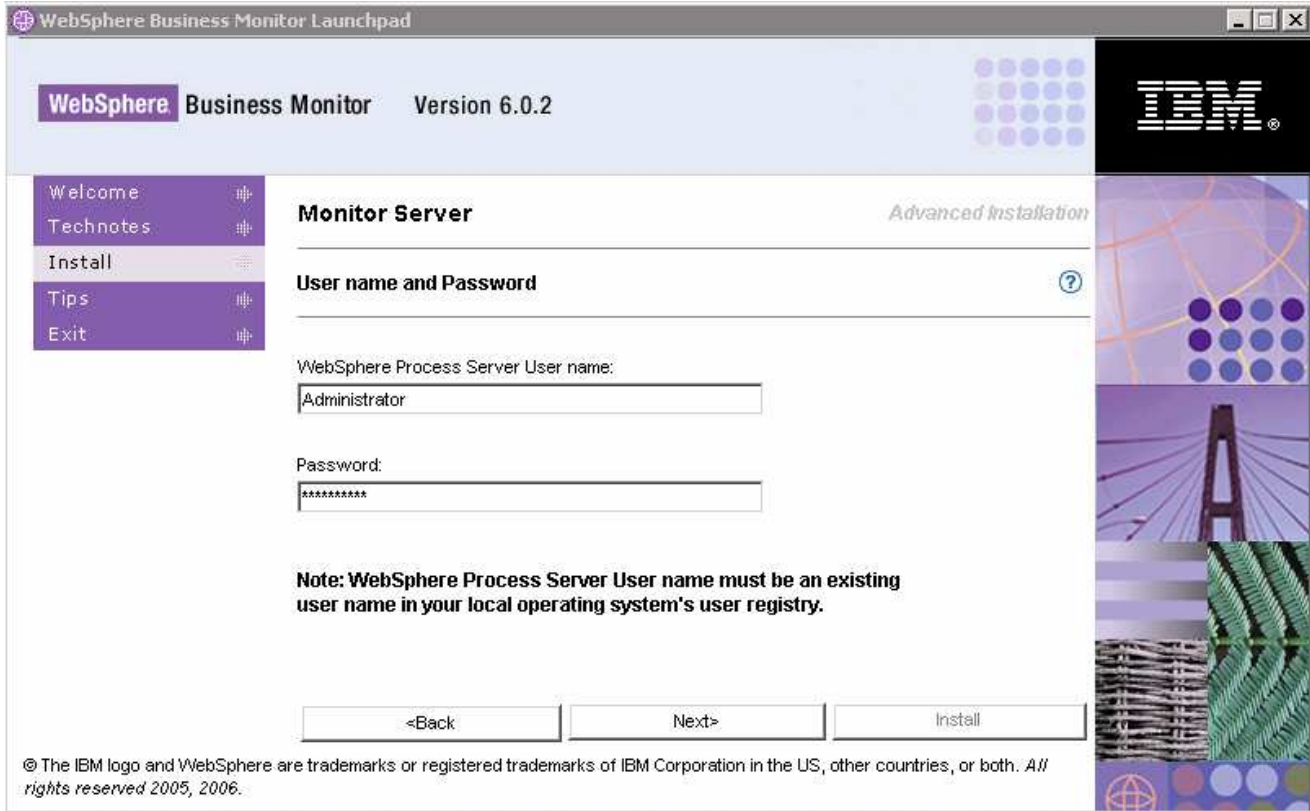 WebSphere Business Monitor Launchpad
WebSphere. Business Monitor Version 6.0.2
IBM®
Welcome
Technotes
Install
Tips
Exit
Monitor Server Advanced Installation
User name and Password ?
WebSphere Process Server User name:
Administrator
Password:
**********
Note: WebSphere Process Server User name must be an existing
user name in your local operating system's user registry.
<Back Next> Install
© The IBM logo and WebSphere are trademarks or registered trademarks of IBM Corporation in the US, other countries, or both. All
rights reserved 2005, 2006.